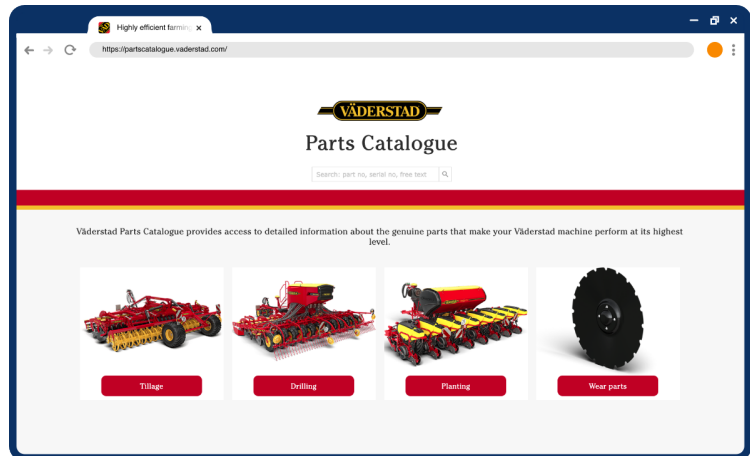 Highly efficient farming
https://partscatalogue.vaderstad.com/
VÄDERSTAD
Parts Catalogue
Search: part no, serial no, free text
Väderstad Parts Catalogue provides access to detailed information about the genuine parts that make your Väderstad machine perform at its highest
level.
Tillage
Drilling
Planting
Wear parts